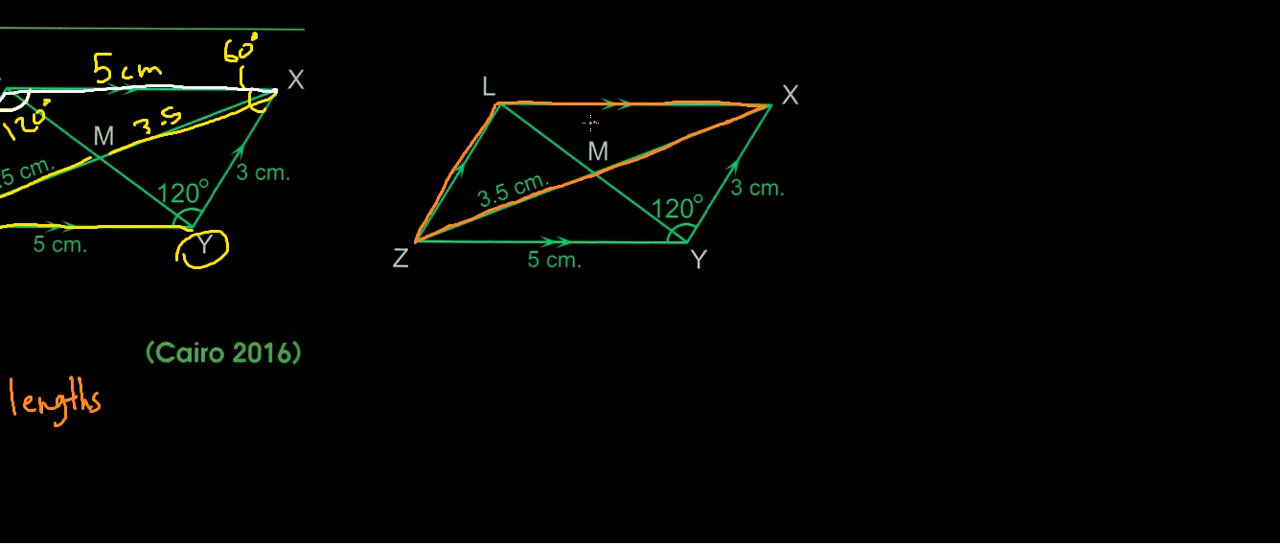 60°
5 cm
X
120°
M
3.5
5 cm.
120°
3 cm.
5 cm.
Y
L
X
M
3.5 cm.
120°
3 cm.
Z
5 cm.
Y
(Cairo 2016)
lengths